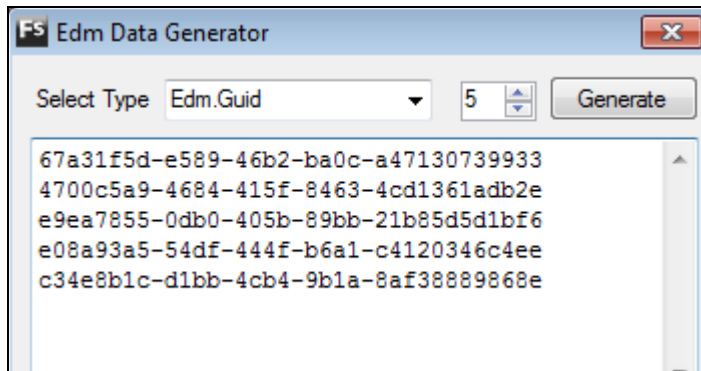 FS Edm Data Generator
Select Type Edm.Guid 5 Generate
67a31f5d-e589-46b2-ba0c-a47130739933
4700c5a9-4684-415f-8463-4cd1361adb2e
e9ea7855-0db0-405b-89bb-21b85d5d1bf6
e08a93a5-54df-444f-b6a1-c4120346c4ee
c34e8b1c-d1bb-4cb4-9b1a-8af38889868e